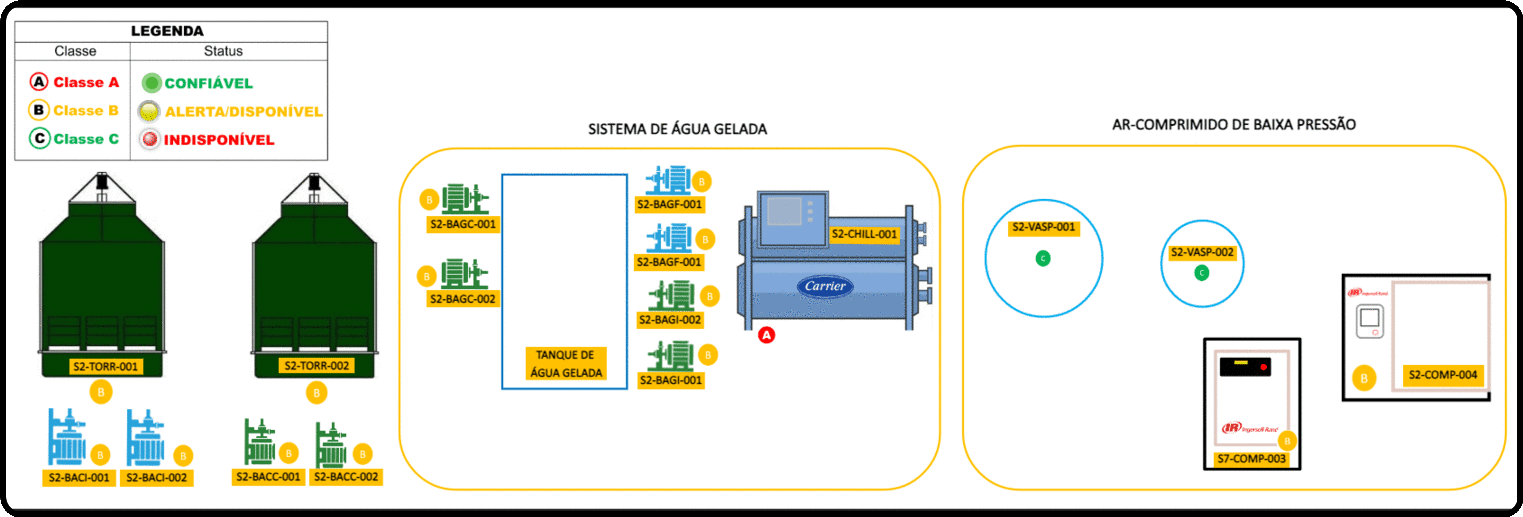 LEGENDA
Classe
Status
A Classe A
CONFIÁVEL
B Classe B
ALERTA/DISPONÍVEL
C Classe C
INDISPONÍVEL
SISTEMA DE ÁGUA GELADA
AR-COMPRIMIDO DE BAIXA PRESSÃO
S2-TORR-001
B
S2-TORR-002
B
B
S2-BACI-001
B
S2-BACI-002
B
S2-BACC-001
B
S2-BACC-002
B
S2-BAGC-001
B
S2-BAGC-002
TANQUE DE
ÁGUA GELADA
B
S2-BAGF-001
B
S2-BAGF-001
B
S2-BAGI-002
B
S2-BAGI-001
S2-CHILL-001
Carrier
A
S2-VASP-001
C
S2-VASP-002
C
IR Ingersoll Rand
B
S7-COMP-003
IR Ingersoll Rand
B
S2-COMP-004